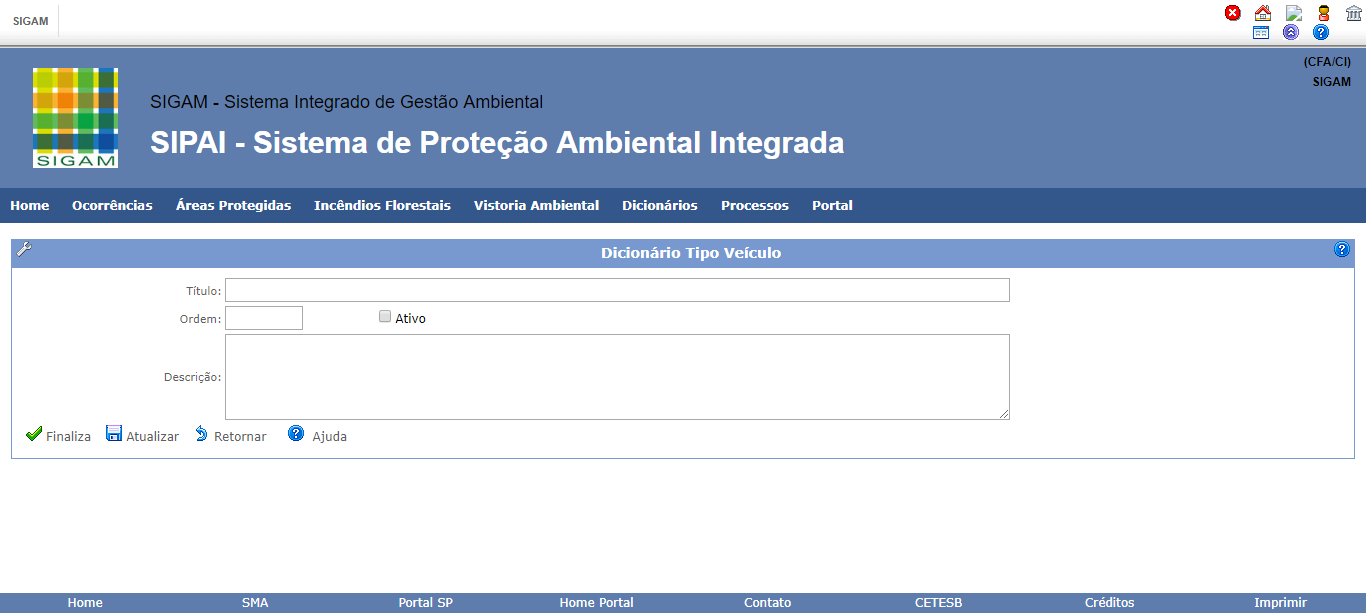 SIGAM
(CFA/CI)
SIGAM
SIGAM
SIGAM - Sistema Integrado de Gestão Ambiental
SIPAI - Sistema de Proteção Ambiental Integrada
Home Ocorrências Áreas Protegidas Incêndios Florestais Vistoria Ambiental Dicionários Processos Portal
Dicionário Tipo Veículo
?
Título:
Ordem: Ativo
Descrição:
Finaliza Atualizar Retornar ? Ajuda
Home SMA Portal SP Home Portal Contato CETESB Créditos Imprimir